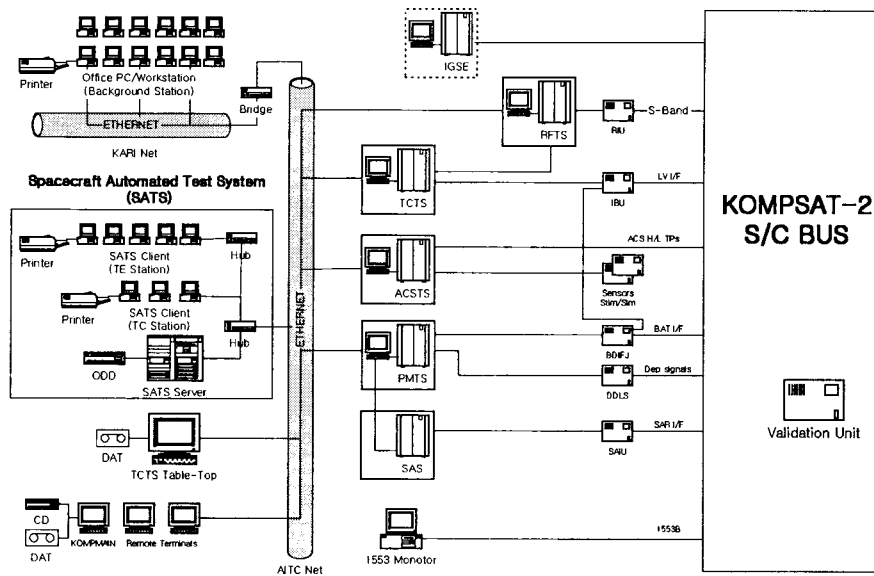 IGSE
Printer
Office PC/Workstation
(Background Station)
Bridge
ETHERNET
KARI Net
RFTS
RIU
S-Band
Spacecraft Automated Test System
(SATS)
TCTS
IBU
LV I/F
KOMPSAT-2
S/C BUS
Printer
SATS Client
(TE Station)
Hub
ACSTS
ACS H/L TPs
Sensors
Stim/Sim
Printer
SATS Client
(TC Station)
Hub
ETHERNET
ODD
SATS Server
PMTS
BDIFJ
BAT I/F
DDLS
Dep signals
Validation Unit
DAT
TCTS Table-Top
SAS
SAIU
SAR I/F
CD
DAT
KOMPMAIN
Remote Terminals
1553 Monotor
1553B
AITC Net